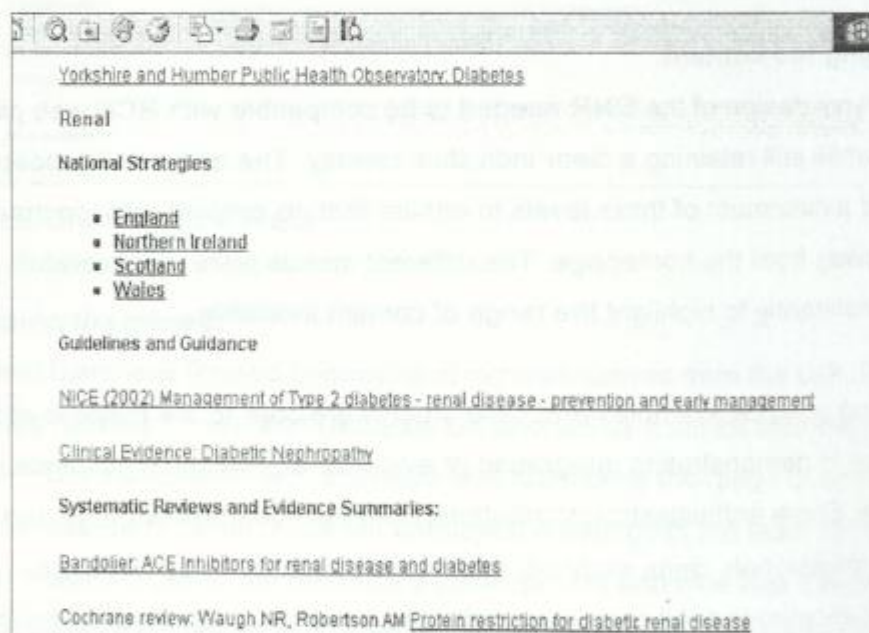 Yorkshire and Humber Public Health Observatory: Diabetes
Renal
National Strategies
▪ England
▪ Northern Ireland
▪ Scotland
▪ Wales
Guidelines and Guidance
NICE (2002) Management of Type 2 diabetes - renal disease - prevention and early management
Clinical Evidence: Diabetic Nephropathy
Systematic Reviews and Evidence Summaries:
Bandolier: ACE Inhibitors for renal disease and diabetes
Cochrane review: Waugh NR, Robertson AM Protein restriction for diabetic renal disease